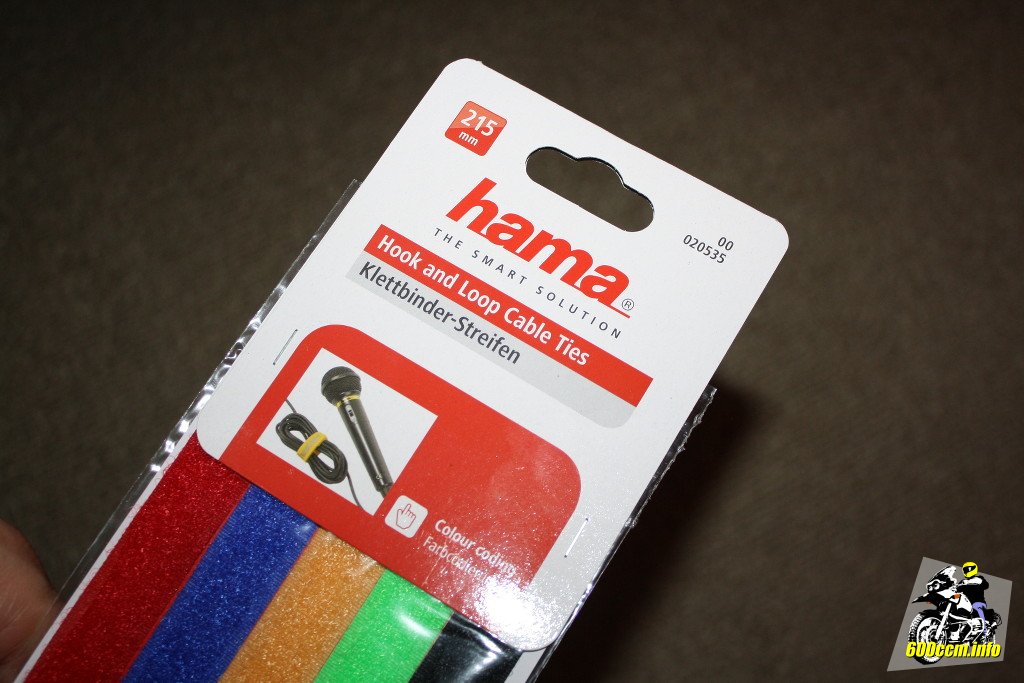 215
mm
hama®
THE SMART SOLUTION
00
020535
Hook and Loop Cable Ties
Klettbinder-Streifen
Colour coding
600ccm.info